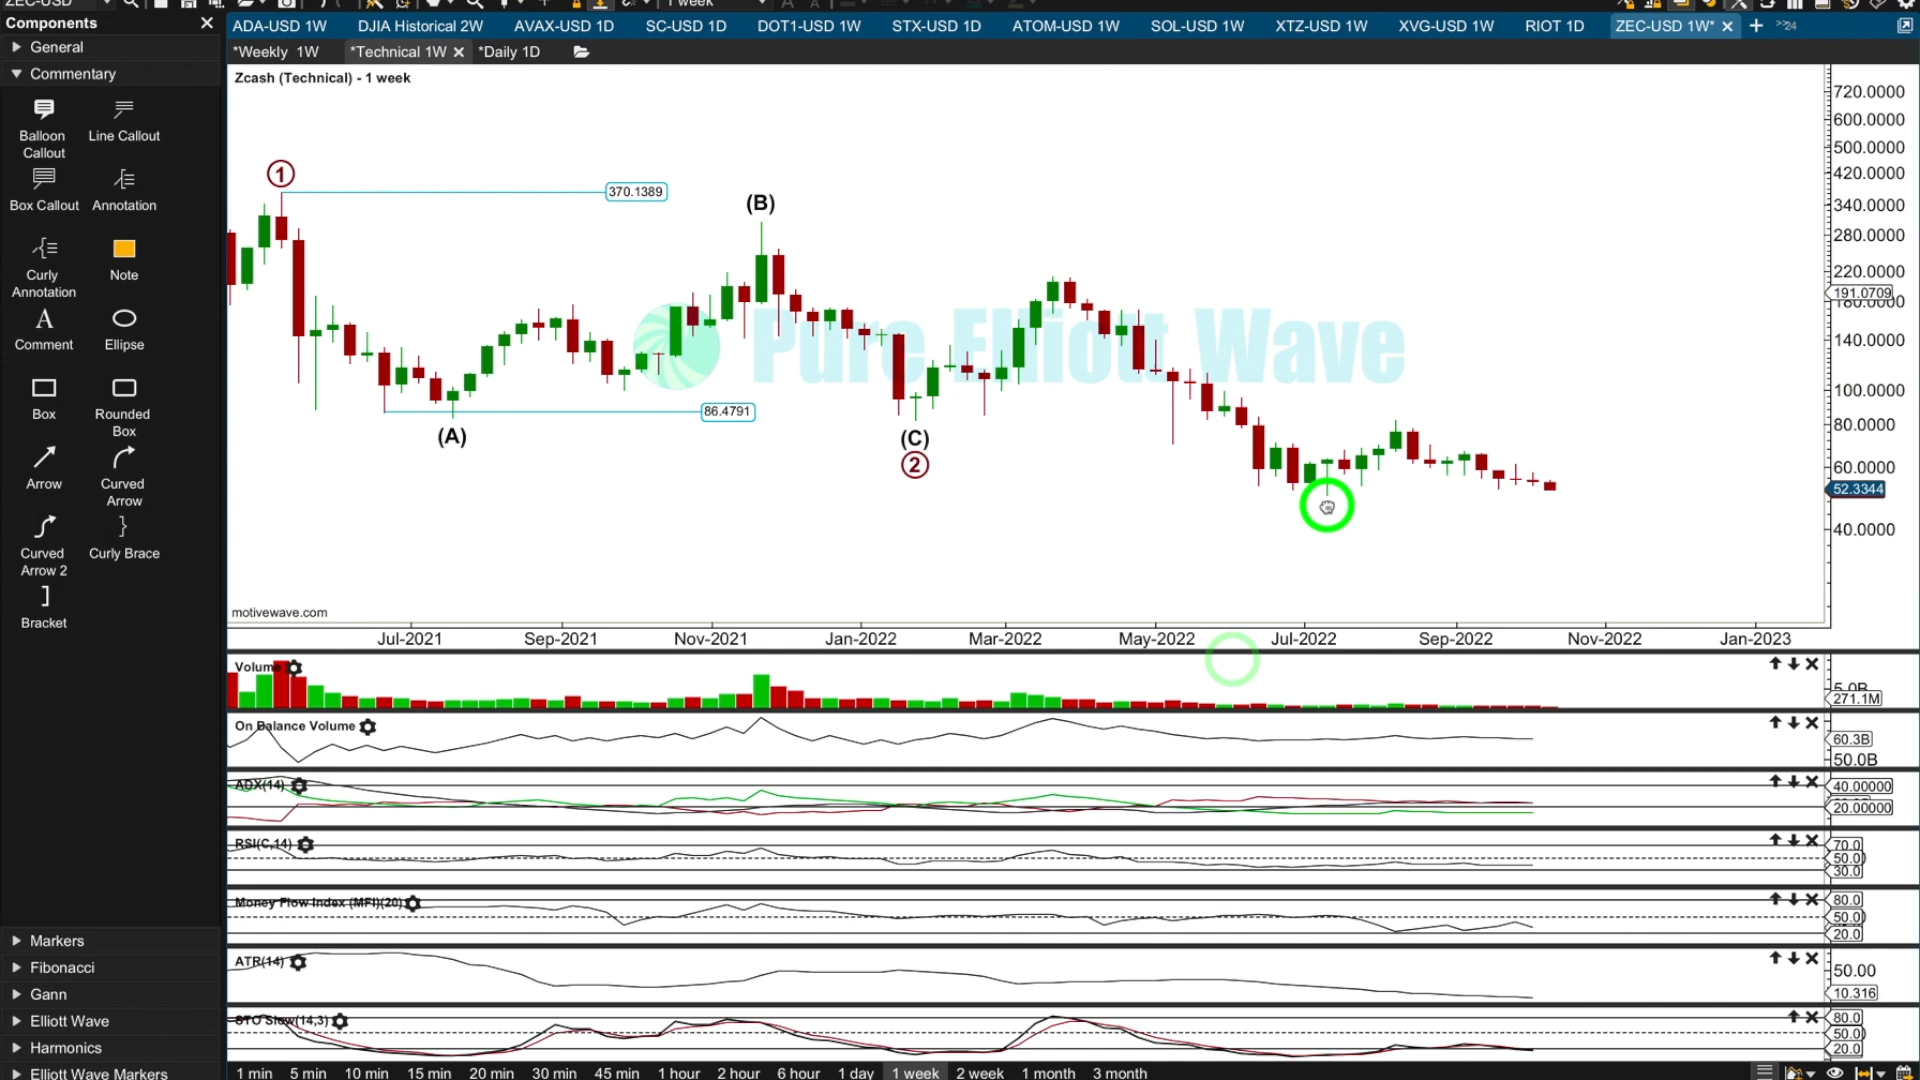 ZEC-USD
1 week
Components
ADA-USD 1W
DJIA Historical 2W
AVAX-USD 1D
SC-USD 1D
DOT1-USD 1W
STX-USD 1D
ATOM-USD 1W
SOL-USD 1W
XTZ-USD 1W
XVG-USD 1W
RIOT 1D
ZEC-USD 1W*
24
General
*Weekly 1W
*Technical 1W
*Daily 1D
Commentary
Zcash (Technical) - 1 week
Balloon Callout
Line Callout
Box Callout
Annotation
Curly Annotation
Note
Comment
Ellipse
Box
Rounded Box
Arrow
Curved Arrow
Curved Arrow 2
Curly Brace
Bracket
Markers
Fibonacci
Gann
Elliott Wave
Harmonics
Elliott Wave Markers
1
370.1389
(B)
Pure Elliott Wave
86.4791
(A)
(C)
2
720.0000
600.0000
500.0000
420.0000
340.0000
280.0000
220.0000
191.0709
180.0000
140.0000
100.0000
80.0000
60.0000
52.3344
40.0000
motivewave.com
Jul-2021
Sep-2021
Nov-2021
Jan-2022
Mar-2022
May-2022
Jul-2022
Sep-2022
Nov-2022
Jan-2023
Volume
5.0B
271.1M
On Balance Volume
60.3B
50.0B
ADX(14)
40.00000
20.00000
RSI(C,14)
70.0
50.0
30.0
Money Flow Index (MFI)(20)
80.0
50.0
20.0
ATR(14)
50.00
10.316
STO Slow(14,3)
80.0
50.0
20.0
1 min
5 min
10 min
15 min
20 min
30 min
45 min
1 hour
2 hour
6 hour
1 day
1 week
2 week
1 month
3 month